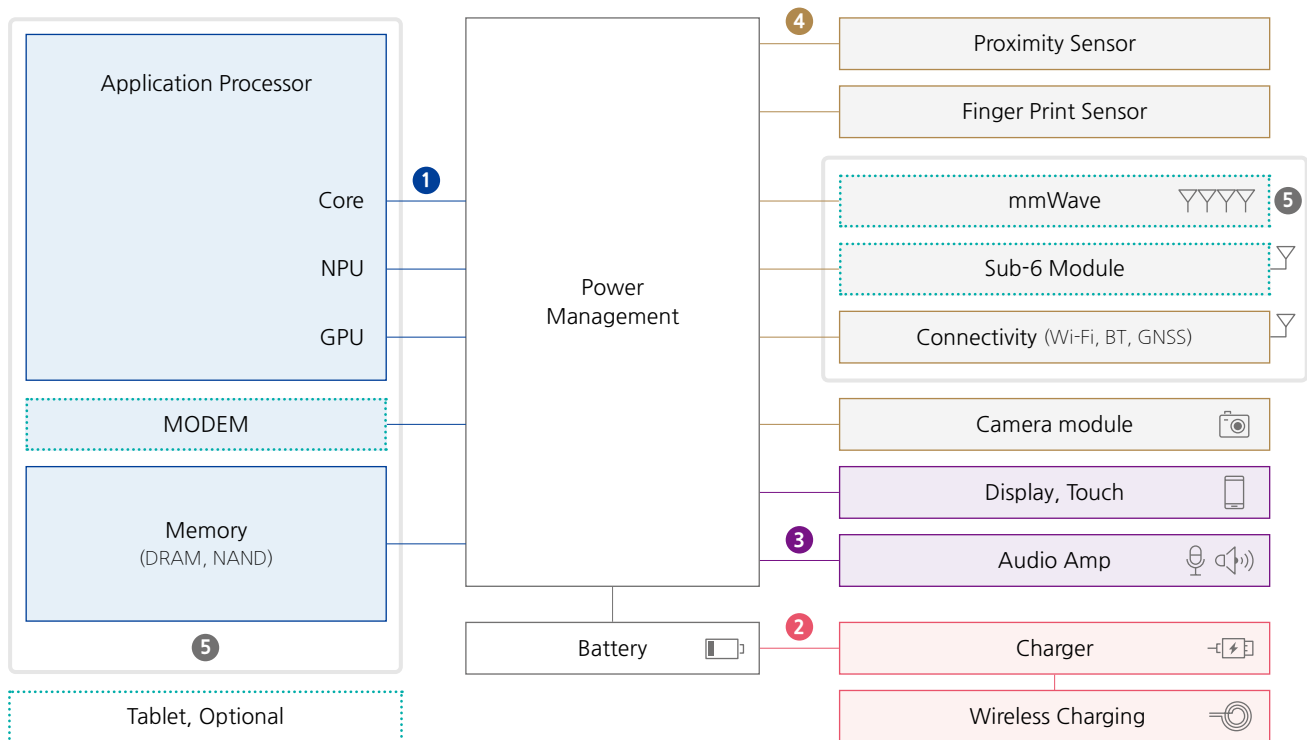 Application Processor
Core
NPU
GPU
MODEM
Memory
(DRAM, NAND)
5
Tablet, Optional
1
Power
Management
Battery
4
Proximity Sensor
Finger Print Sensor
mmWave
5
Sub-6 Module
Connectivity (Wi-Fi, BT, GNSS)
Camera module
Display, Touch
3
Audio Amp
2
Charger
Wireless Charging